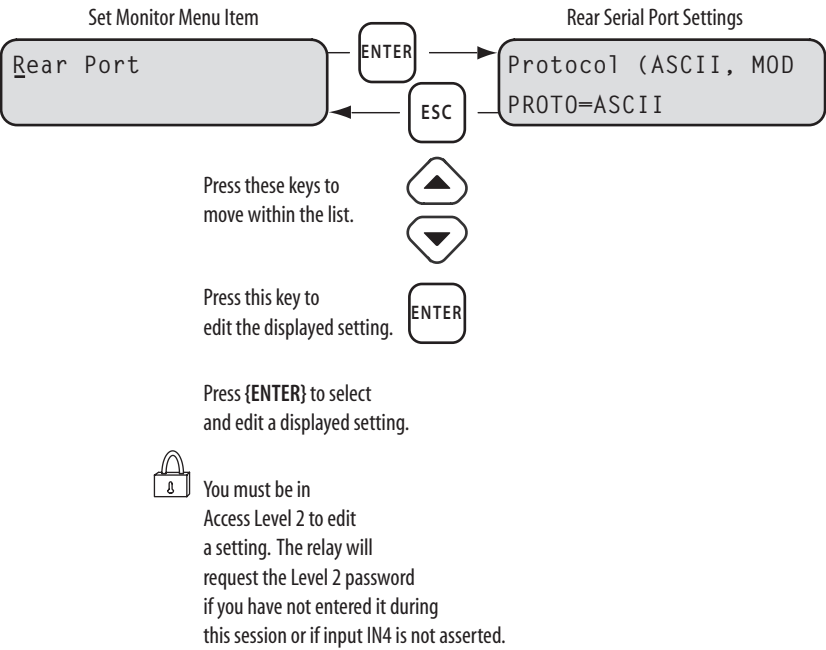 Set Monitor Menu Item
Rear Serial Port Settings
Rear Port
ENTER
Protocol (ASCII, MOD
PROTO=ASCII
ESC
Press these keys to
move within the list.
Press this key to
edit the displayed setting.
ENTER
Press {ENTER} to select
and edit a displayed setting.
You must be in
Access Level 2 to edit
a setting. The relay will
request the Level 2 password
if you have not entered it during
this session or if input IN4 is not asserted.